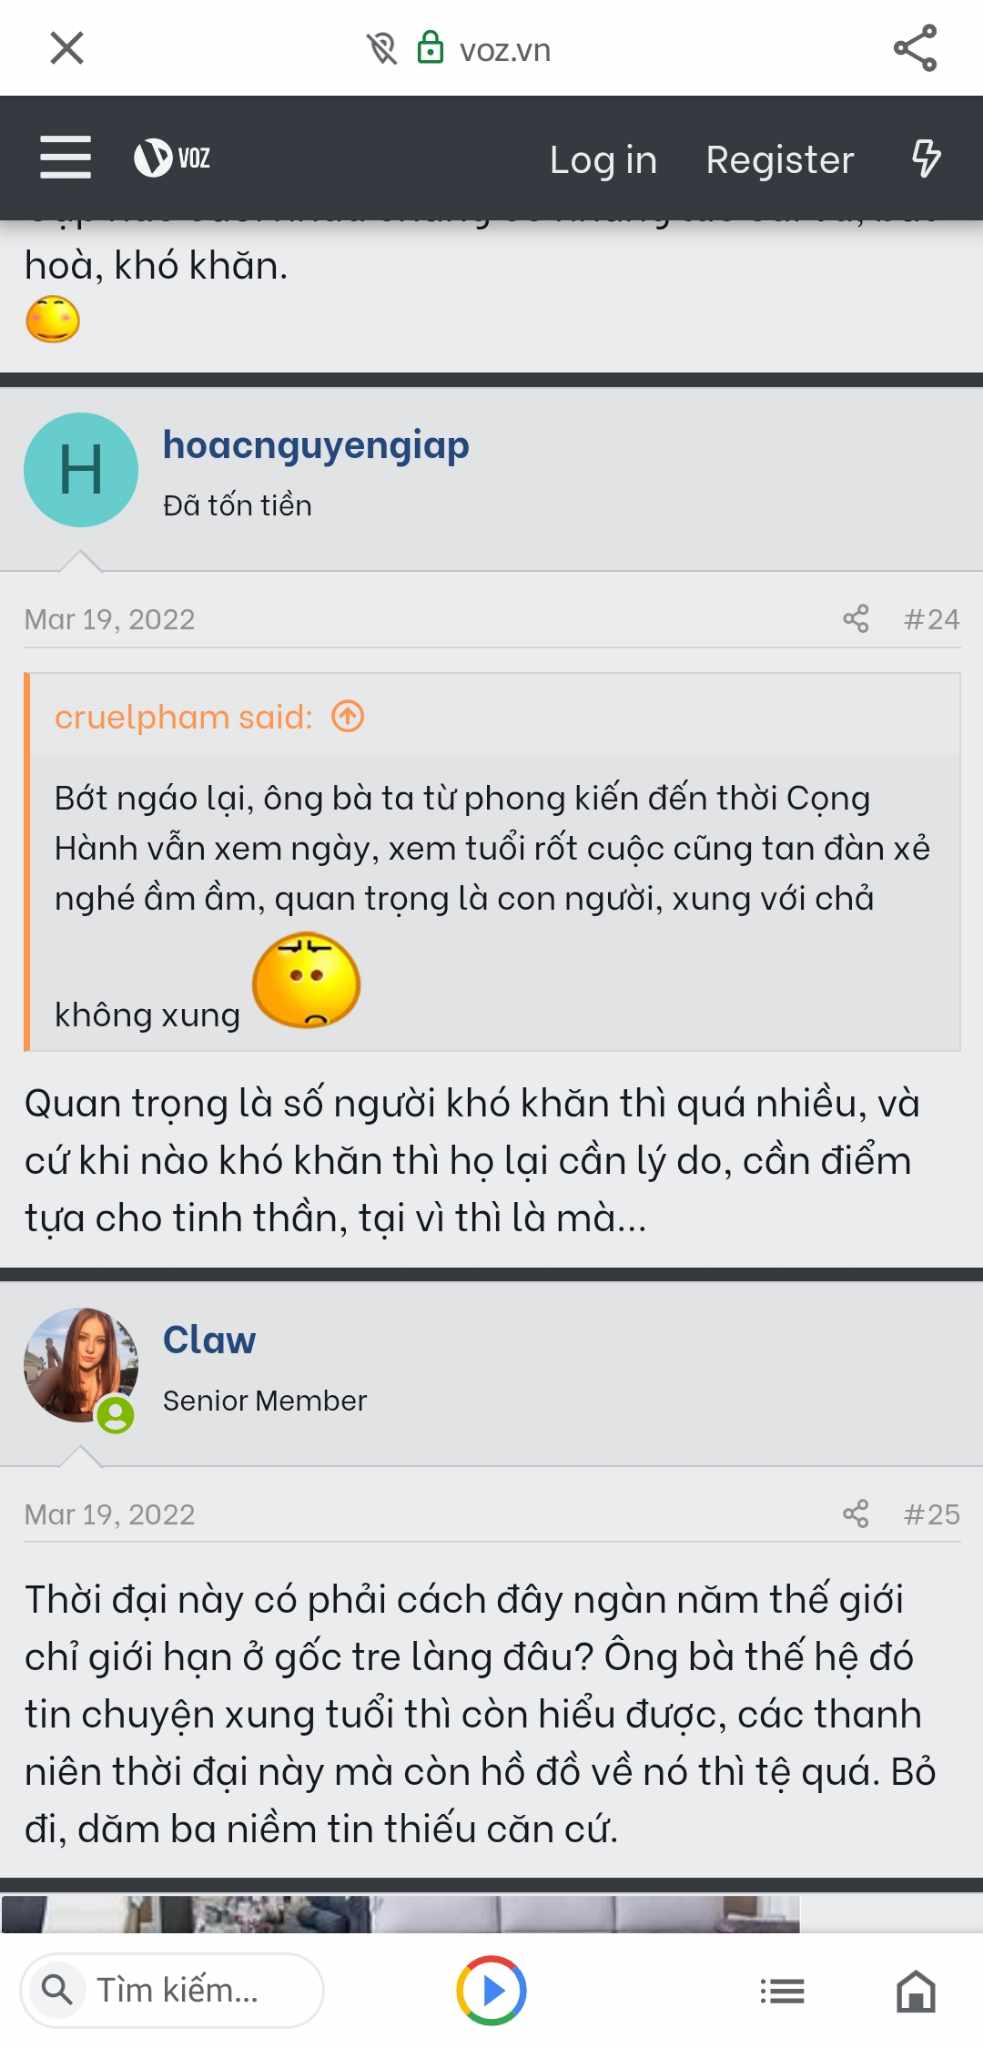 voz.vn
VOZ
Log in
Register
hoà, khó khăn.
H
hoacnguyengiap
Đã tốn tiền
Mar 19, 2022
#24
cruelpham said:
Bớt ngáo lại, ông bà ta từ phong kiến đến thời Cọng
Hành vẫn xem ngày, xem tuổi rốt cuộc cũng tan đàn xẻ
nghé ầm ầm, quan trọng là con người, xung với chả
không xung
Quan trọng là số người khó khăn thì quá nhiều, và
cứ khi nào khó khăn thì họ lại cần lý do, cần điểm
tựa cho tinh thần, tại vì thì là mà...
Claw
Senior Member
Mar 19, 2022
#25
Thời đại này có phải cách đây ngàn năm thế giới
chỉ giới hạn ở gốc tre làng đâu? Ông bà thế hệ đó
tin chuyện xung tuổi thì còn hiểu được, các thanh
niên thời đại này mà còn hồ đồ về nó thì tệ quá. Bỏ
đi, dăm ba niềm tin thiếu căn cứ.
Tìm kiếm...